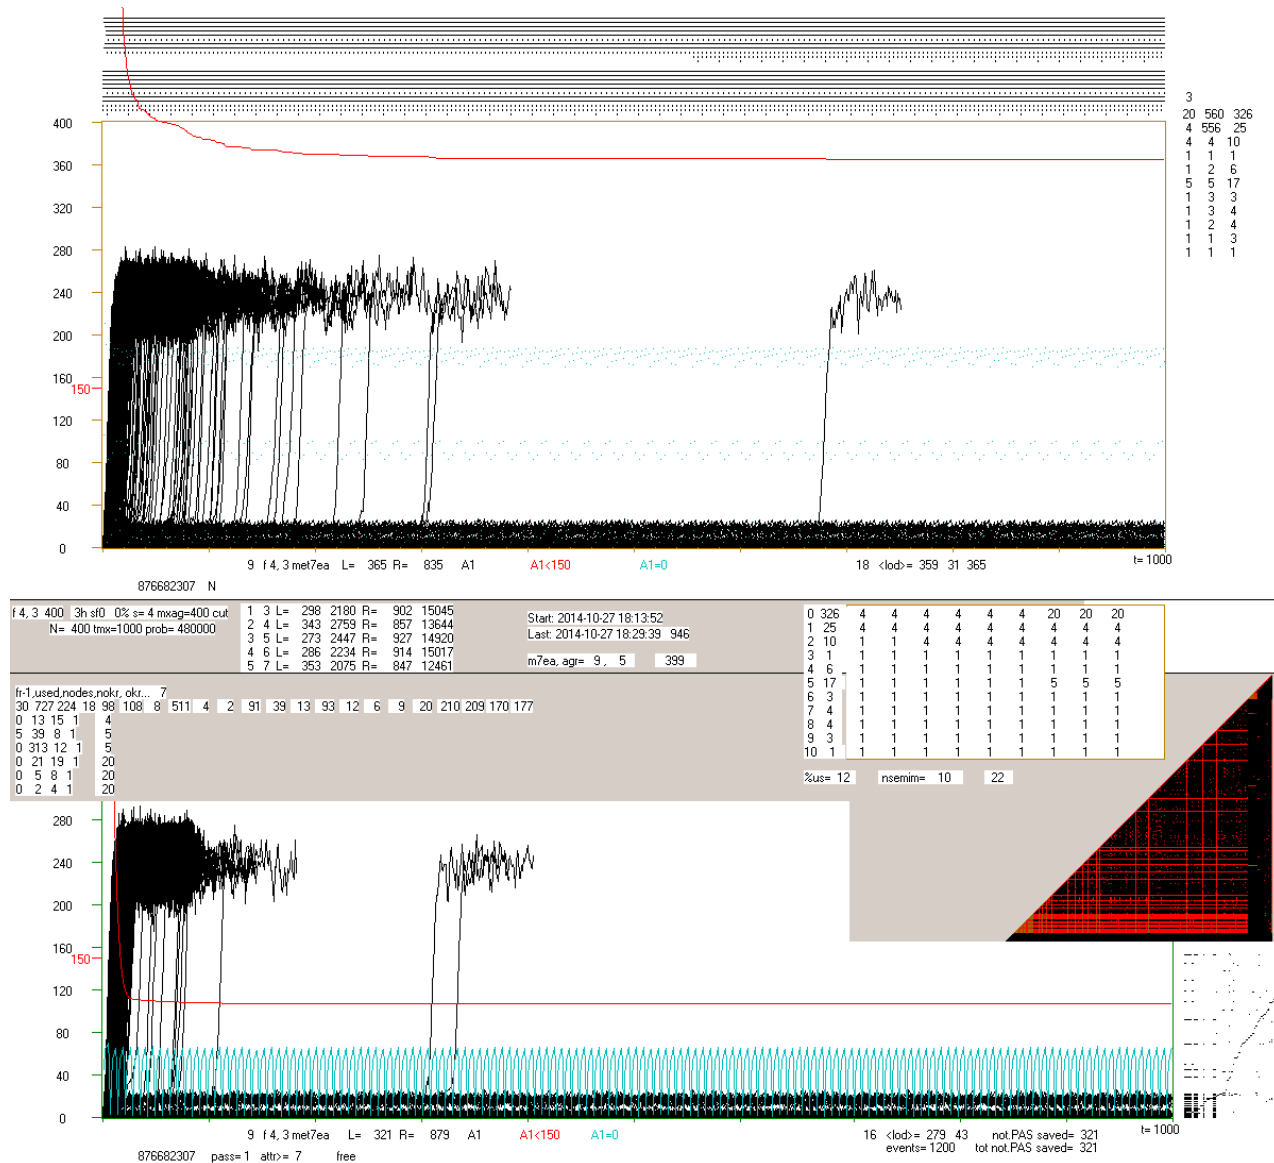 3
20 560 326
4 556 25
4 4 10
1 1 1
1 2 6
5 5 17
1 3 3
1 3 4
1 2 4
1 1 3
1 1 1
400
360
320
280
240
200
160
150
120
80
40
0
9 f 4, 3 met7ea L= 365 R= 835 A1 A1<150 A1=0 18 <lod>= 359 31 365 t= 1000
876682307 N
f 4, 3 400 3h sf0 0% s= 4 mxag=400 cut
N= 400 tmx=1000 prob= 480000
1 3 L= 298 2180 R= 902 15045
2 4 L= 343 2759 R= 857 13644
3 5 L= 273 2447 R= 927 14920
4 6 L= 286 2234 R= 914 15017
5 7 L= 353 2075 R= 847 12461
Start: 2014-10-27 18:13:52
Last: 2014-10-27 18:29:39 946
m7ea, agr= 9 , 5 399
0 326 4 4 4 4 4 20 20 20
1 25 4 4 4 4 4 4 4 4
2 10 4 1 1 4 4 4 4 4
3 1 1 1 1 1 1 1 1 1
4 6 1 1 1 1 1 1 1 1
5 17 1 1 1 1 1 5 5 5
6 3 1 1 1 1 1 1 1 1
7 4 1 1 1 1 1 1 1 1
8 4 1 1 1 1 1 1 1 1
9 3 1 1 1 1 1 1 1 1
10 1 1 1 1 1 1 1 1 1
%us= 12 nsemim= 10 22
fr-1,used,nodes,nokr, okr... 7
30 727 224 18 98 108 8 511 4 2 91 39 13 93 12 6 9 20 210 209 170 177
0 13 15 1 4
5 39 8 1 5
0 313 12 1 5
0 21 19 1 20
0 5 8 1 20
0 2 4 1 20
280
240
200
160
150
120
80
40
0
9 f 4, 3 met7ea L= 321 R= 879 A1 A1<150 A1=0 16 <lod>= 279 43 not.PAS saved= 321 t= 1000
events= 1200 tot not.PAS saved= 321
876682307 pass= 1 attr>= 7 free